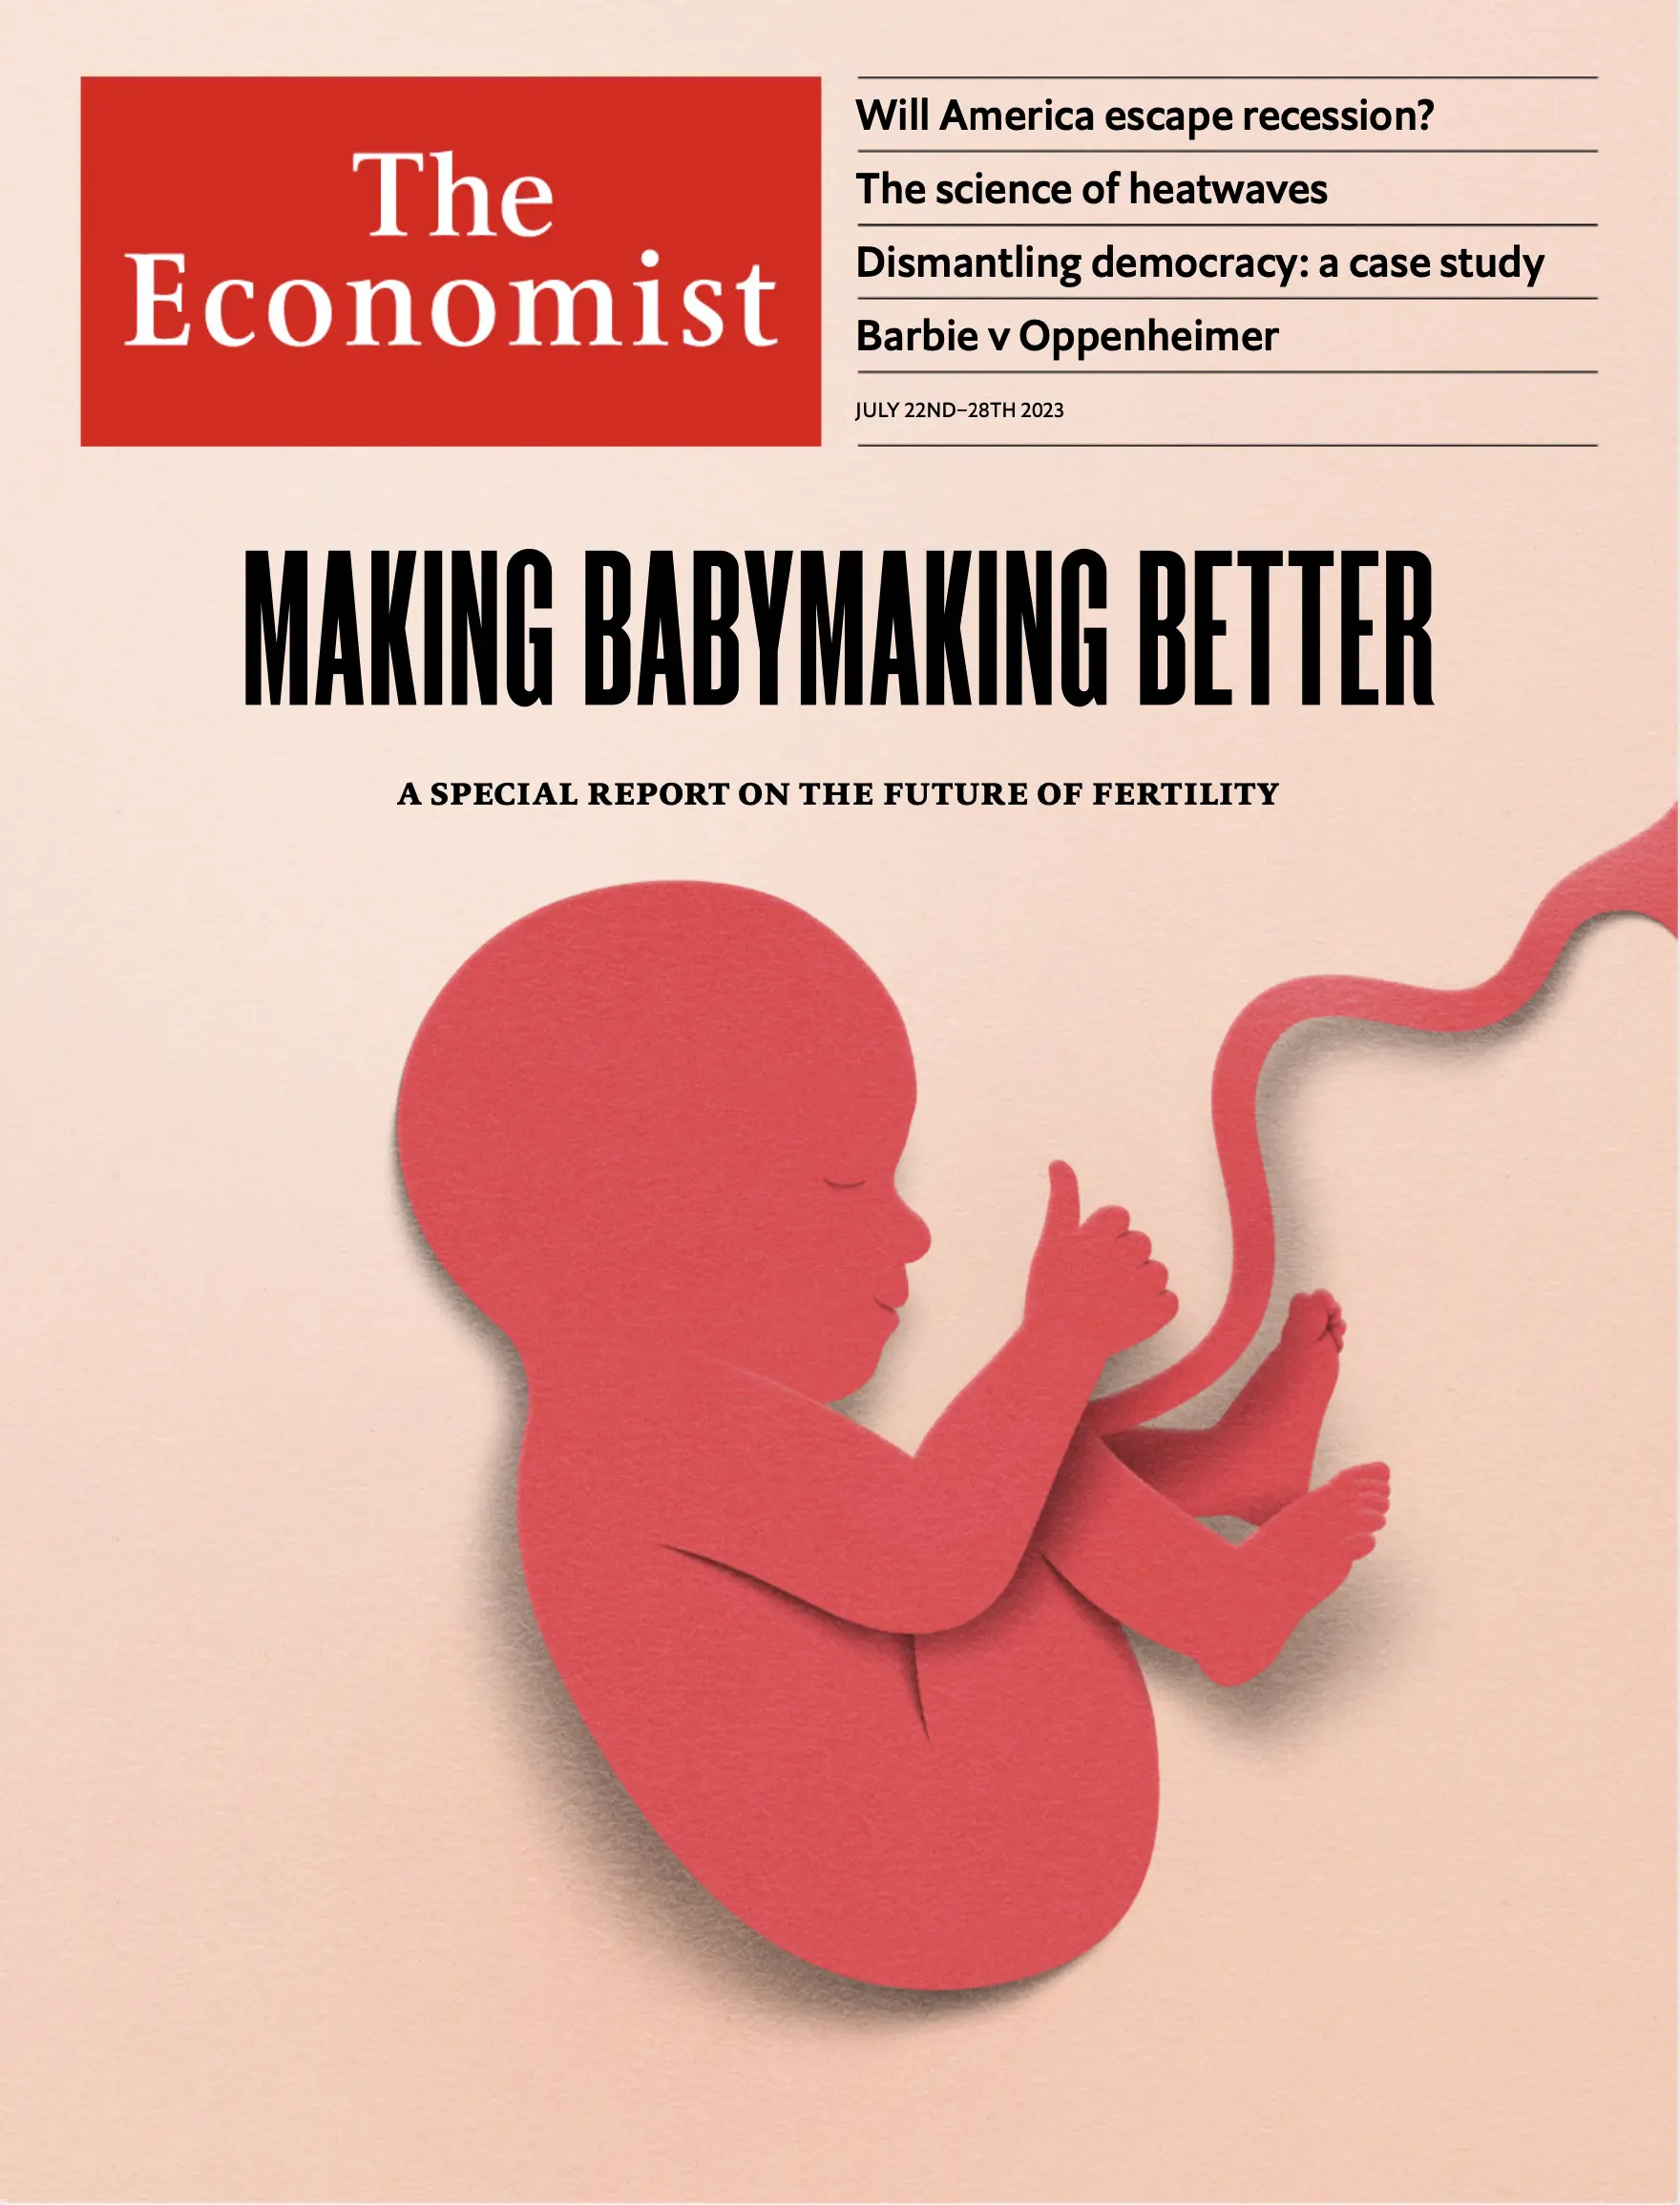 The
Economist
Will America escape recession?
The science of heatwaves
Dismantling democracy: a case study
Barbie v Oppenheimer
JULY 22ND–28TH 2023
MAKING BABYMAKING BETTER
A SPECIAL REPORT ON THE FUTURE OF FERTILITY